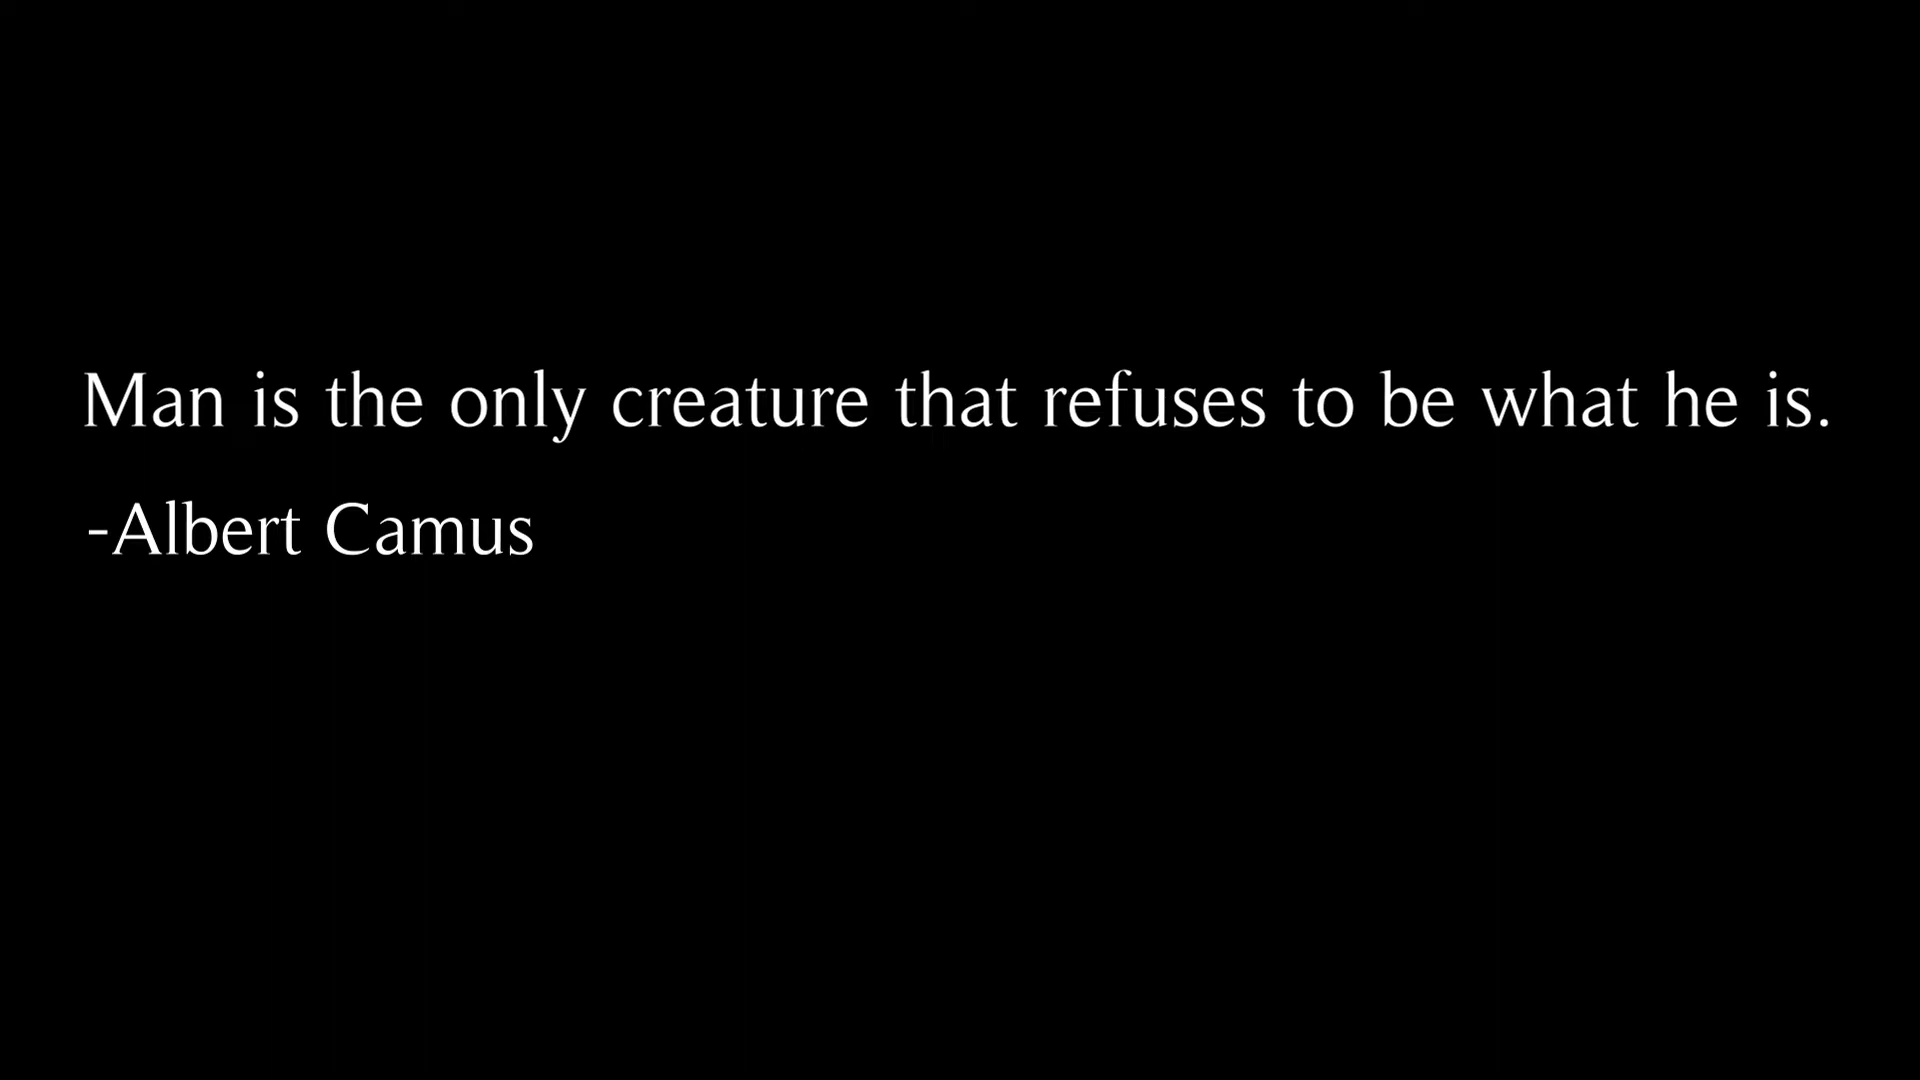 Man is the only creature that refuses to be what he is.
-Albert Camus